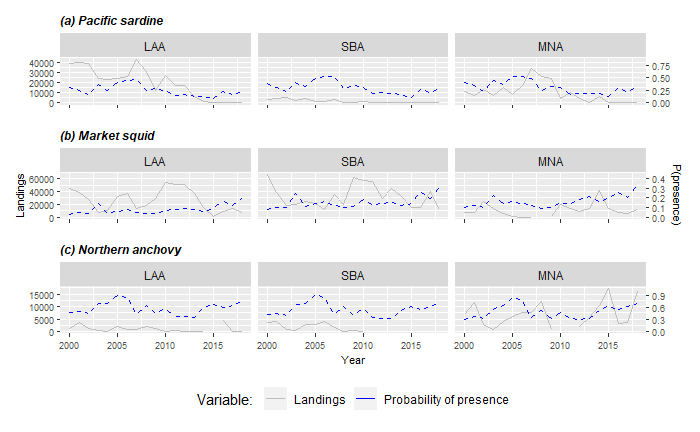 (a) Pacific sardine
LAA SBA MNA
40000
30000
20000
10000
0
0.75
0.50
0.25
0.00
(b) Market squid
LAA SBA MNA
60000
40000
20000
0
0.4
0.3
0.2
0.1
0.0
Landings
P(presence)
(c) Northern anchovy
LAA SBA MNA
15000
10000
5000
0
0.9
0.6
0.3
0.0
2000 2005 2010 2015 2000 2005 2010 2015 2000 2005 2010 2015
Year
Variable: Landings Probability of presence